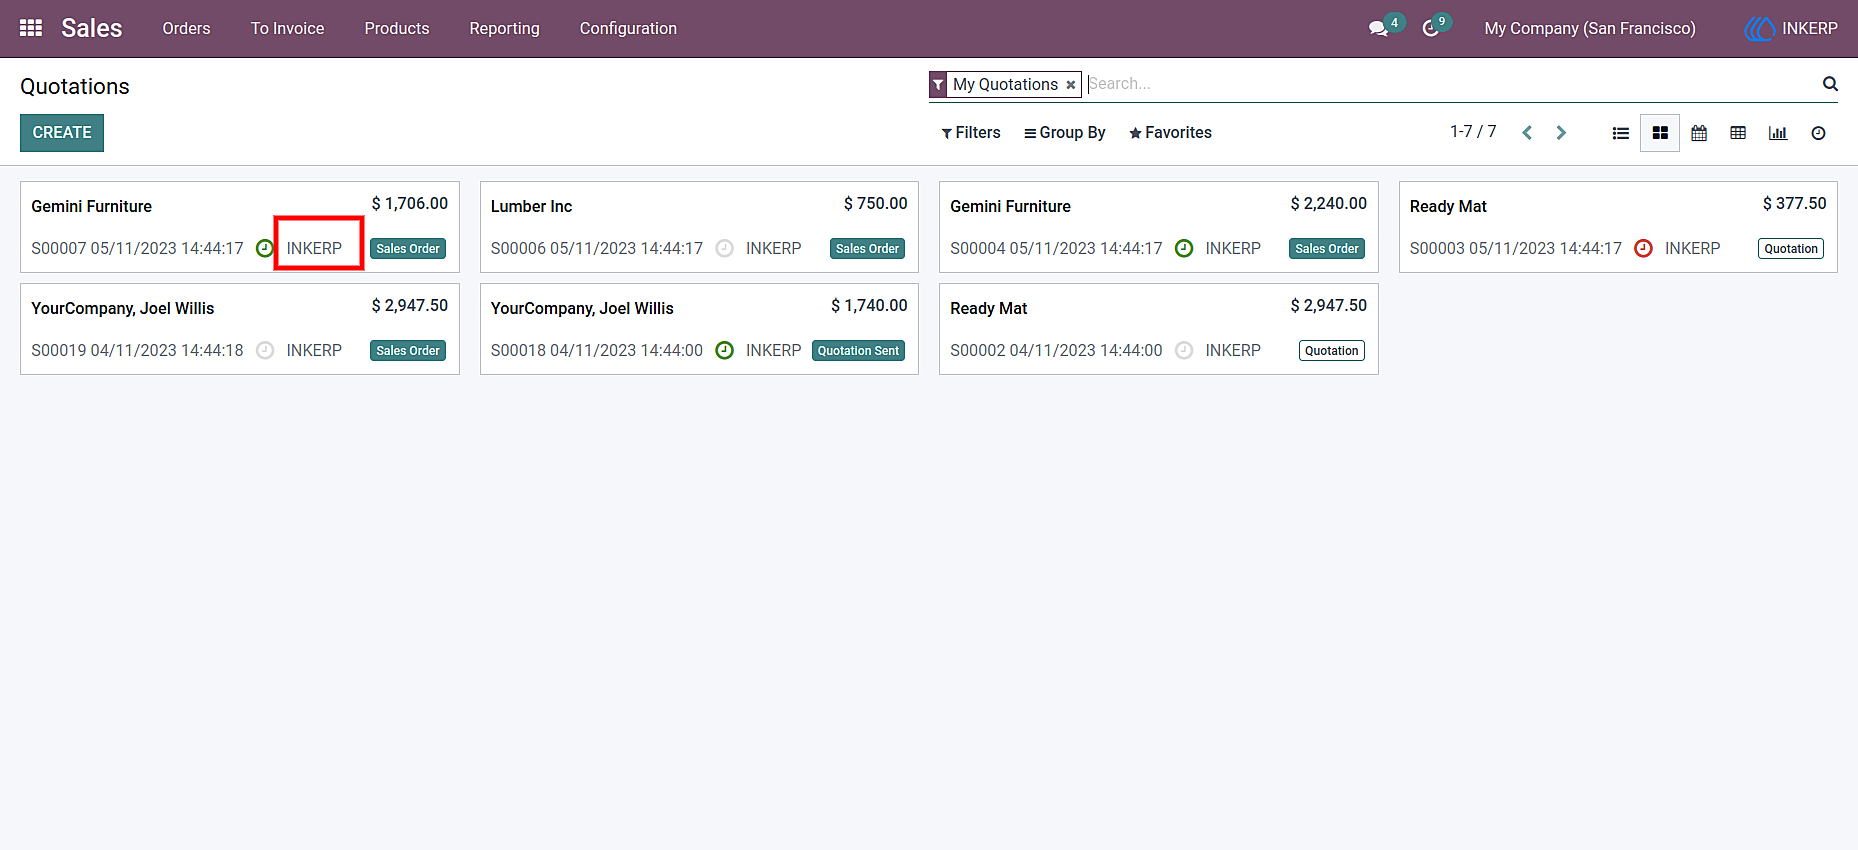 Sales Orders To Invoice Products Reporting Configuration 4 9 My Company (San Francisco) INKERP
Quotations My Quotations × Search...
CREATE Filters Group By Favorites 1-7 / 7
Gemini Furniture $ 1,706.00
S00007 05/11/2023 14:44:17 INKERP Sales Order
Lumber Inc $ 750.00
S00006 05/11/2023 14:44:17 INKERP Sales Order
Gemini Furniture $ 2,240.00
S00004 05/11/2023 14:44:17 INKERP Sales Order
Ready Mat $ 377.50
S00003 05/11/2023 14:44:17 INKERP Quotation
YourCompany, Joel Willis $ 2,947.50
S00019 04/11/2023 14:44:18 INKERP Sales Order
YourCompany, Joel Willis $ 1,740.00
S00018 04/11/2023 14:44:00 INKERP Quotation Sent
Ready Mat $ 2,947.50
S00002 04/11/2023 14:44:00 INKERP Quotation